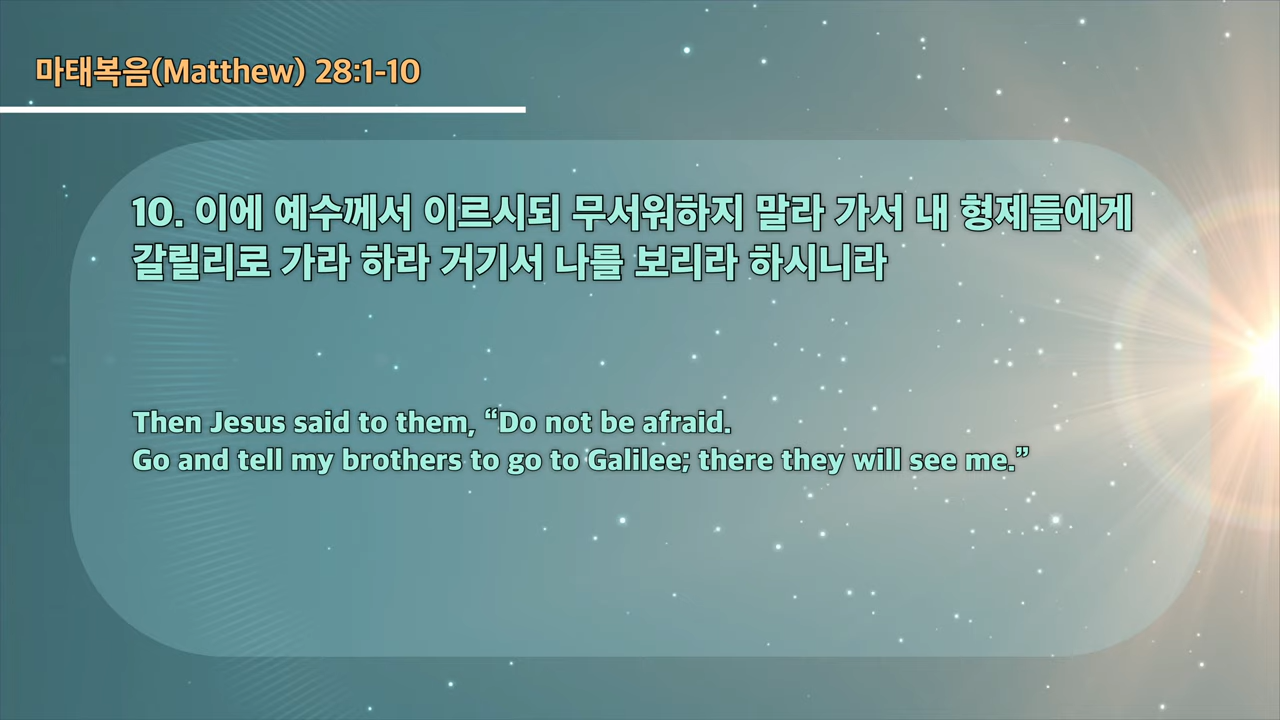 마태복음(Matthew) 28:1-10
10. 이에 예수께서 이르시되 무서워하지 말라 가서 내 형제들에게
갈릴리로 가라 하라 거기서 나를 보리라 하시니라
Then Jesus said to them, “Do not be afraid.
Go and tell my brothers to go to Galilee; there they will see me.”